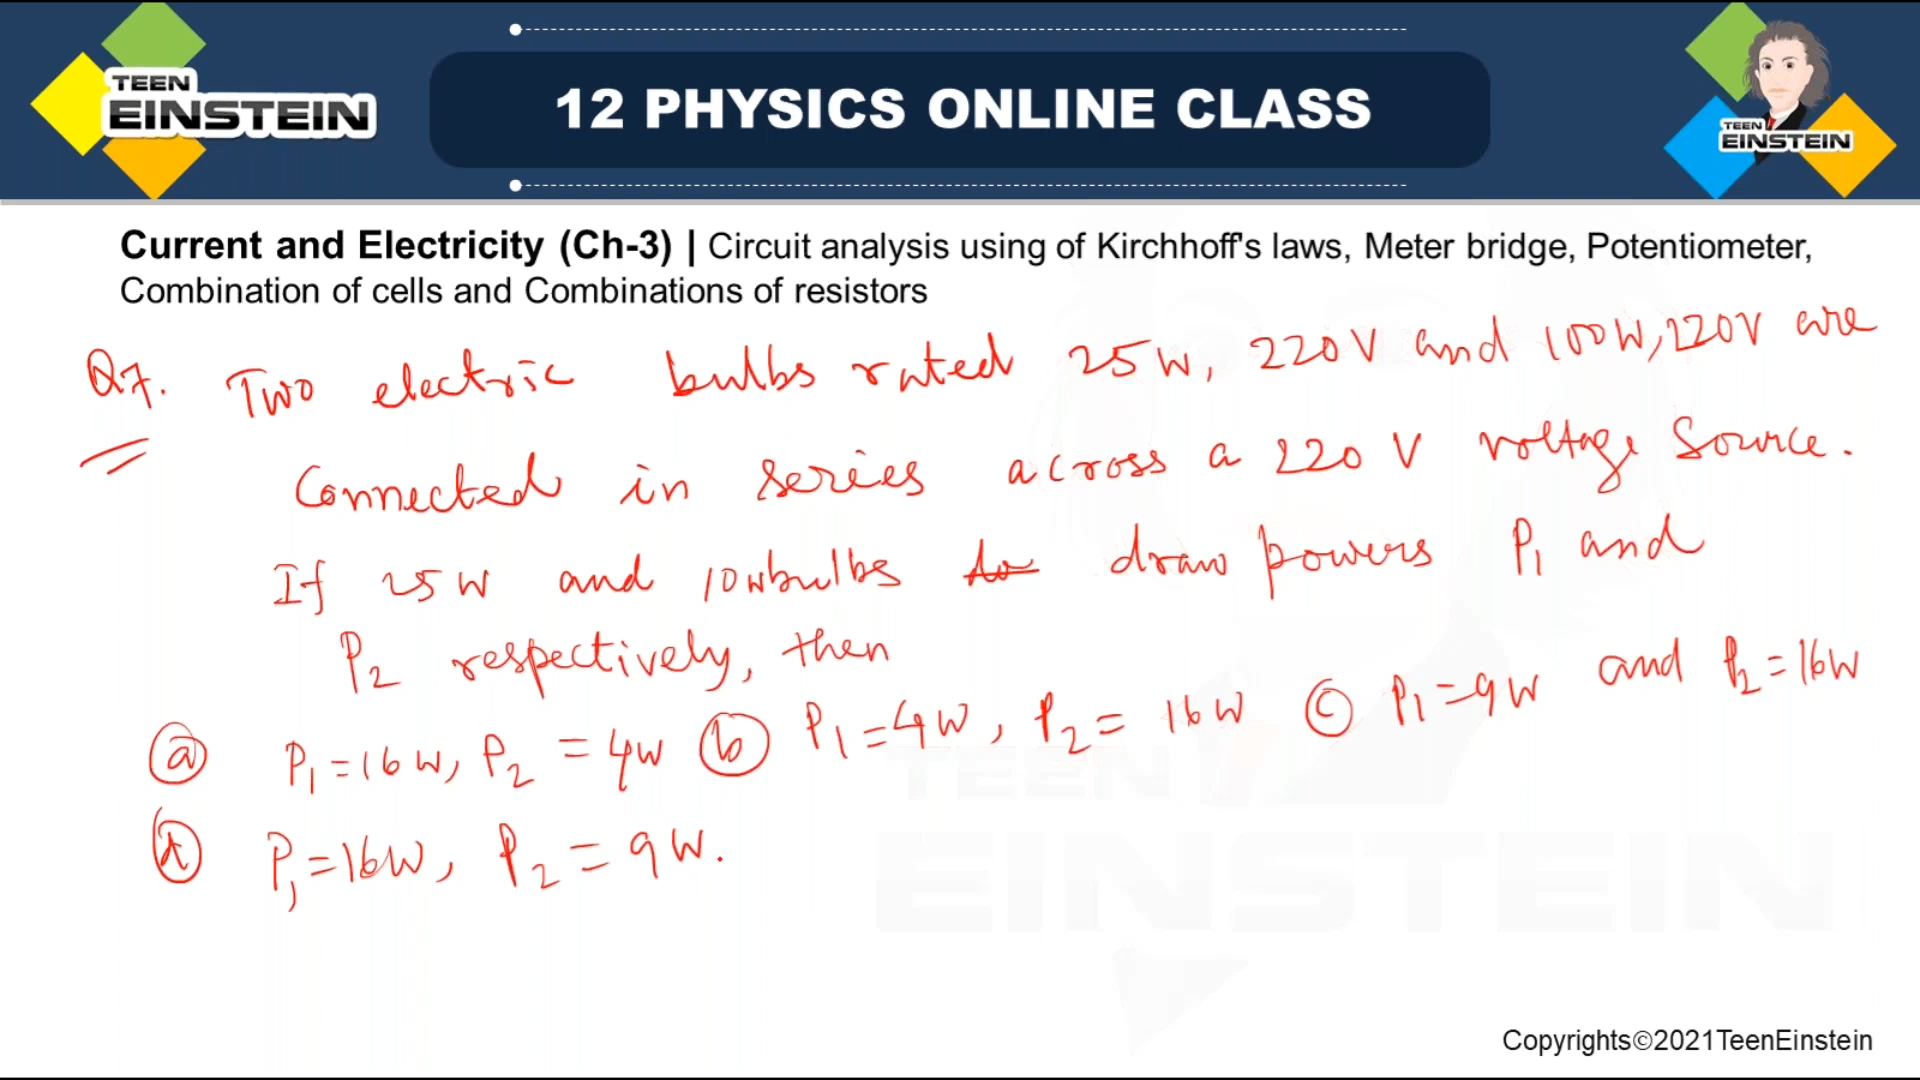 TEEN
EINSTEIN
12 PHYSICS ONLINE CLASS
TEEN
EINSTEIN
Current and Electricity (Ch-3) | Circuit analysis using of Kirchhoff's laws, Meter bridge, Potentiometer,
Combination of cells and Combinations of resistors
Q7. Two electric bulbs rated 25W, 220V and 100W, 220V are
Connected in series across a 220 V voltage Source.
If 25W and 10W bulbs draw powers P1 and
P2 respectively, then
(a) P1=16W, P2 = 4W (b) P1=4W, P2= 16W (c) P1=9W and P2=16W
(d) P1=16W, P2=9W.
TEEN
EINSTEIN
Copyrights©2021TeenEinstein